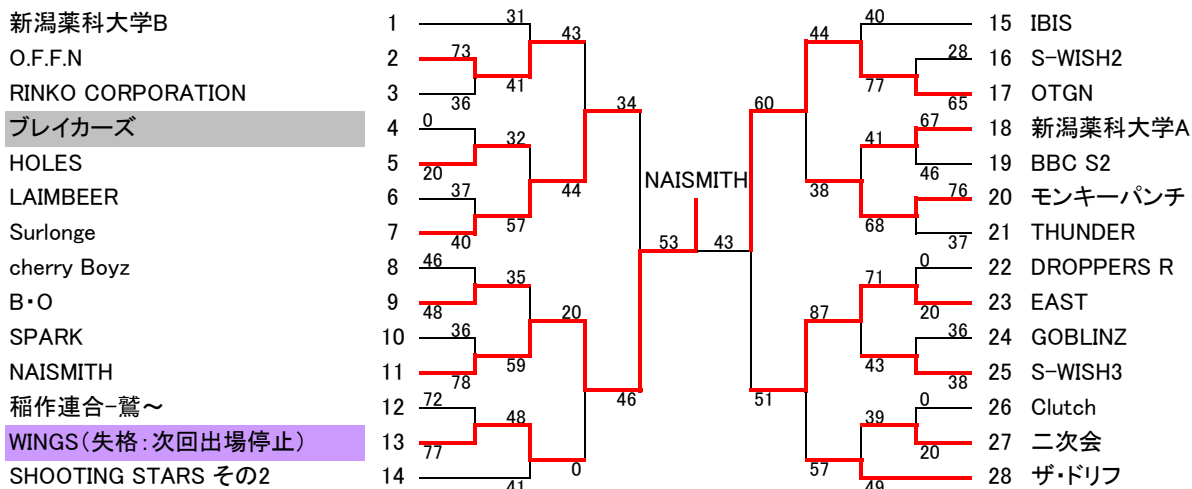 新潟薬科大学B 1 31 43 44 40 15 IBIS
O.F.F.N 2 73 28 16 S-WISH2
RINKO CORPORATION 3 36 41 34 60 77 65 17 OTGN
ブレイカーズ 4 0 32 41 67 18 新潟薬科大学A
HOLES 5 20 46 19 BBC S2
LAIMBEER 6 37 44 NAISMITH 38 76 20 モンキーパンチ
Surlonge 7 40 57 68 37 21 THUNDER
cherry Boyz 8 46 35 53 43 71 0 22 DROPPERS R
B・O 9 48 20 87 20 23 EAST
SPARK 10 36 36 24 GOBLINZ
NAISMITH 11 78 59 43 38 25 S-WISH3
稲作連合-鷲～ 12 72 48 46 51 39 0 26 Clutch
WINGS(失格:次回出場停止) 13 77 20 27 二次会
SHOOTING STARS その2 14 41 0 57 49 28 ザ・ドリフ